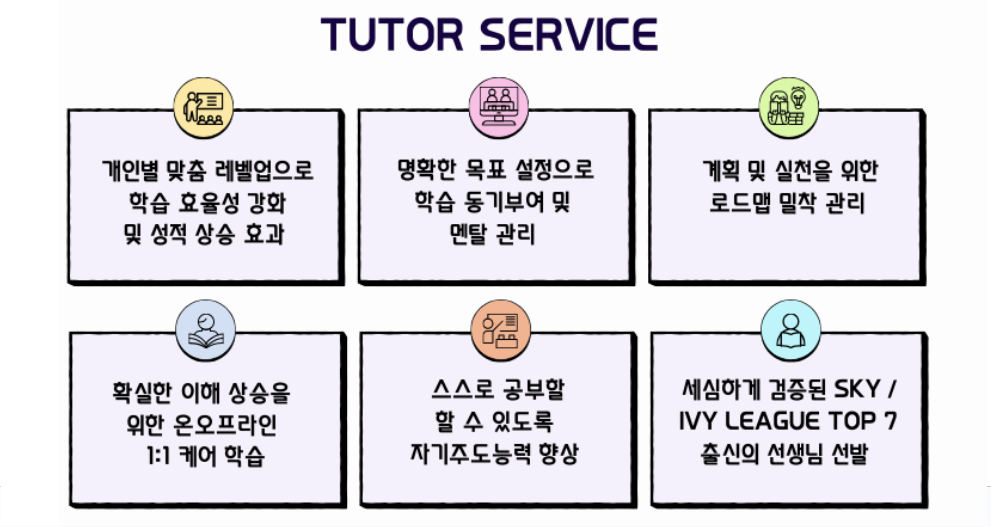 TUTOR SERVICE
개인별 맞춤 레벨업으로
학습 효율성 강화
및 성적 상승 효과
명확한 목표 설정으로
학습 동기부여 및
멘탈 관리
계획 및 실천을 위한
로드맵 밀착 관리
확실한 이해 상승을
위한 온오프라인
1:1 케어 학습
스스로 공부할
할 수 있도록
자기주도능력 향상
세심하게 검증된 SKY /
IVY LEAGUE TOP 7
출신의 선생님 선발